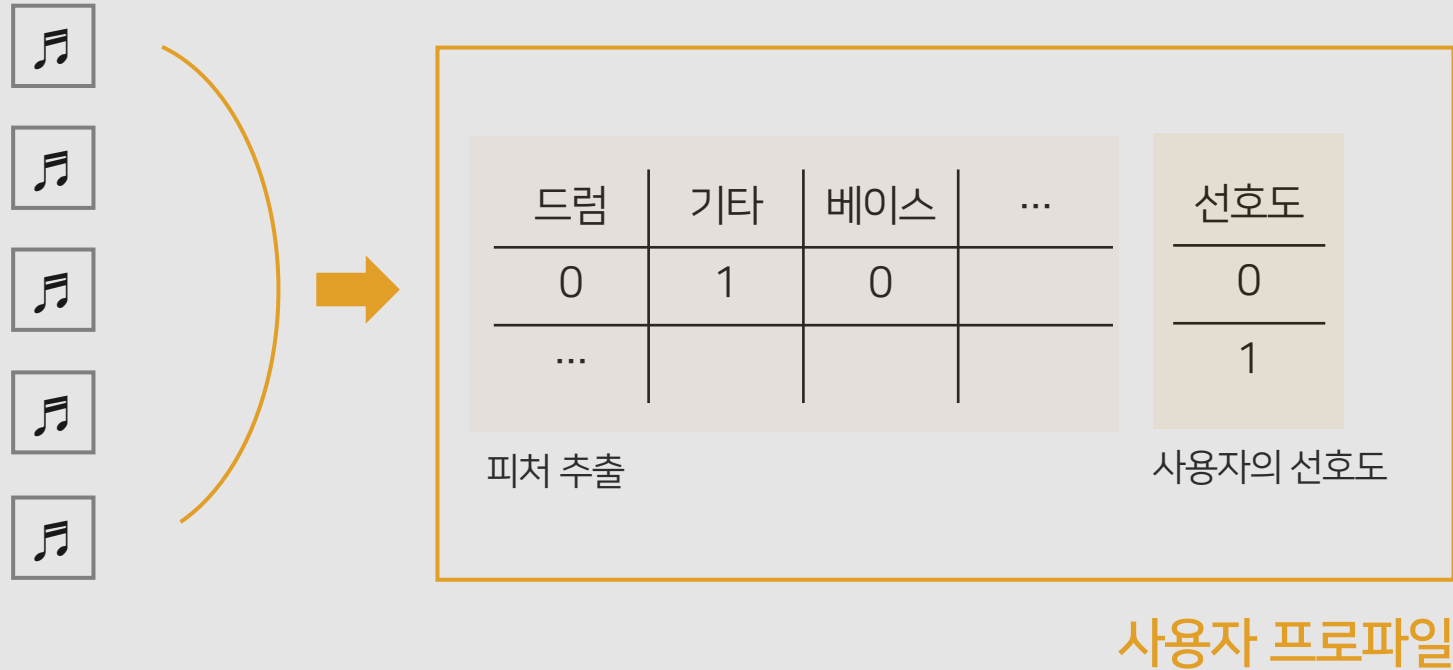 ♬
♬
♬
♬
♬
드럼 기타 베이스 ...
0 1 0
...
선호도
0
1
피처 추출
사용자의 선호도
사용자 프로파일